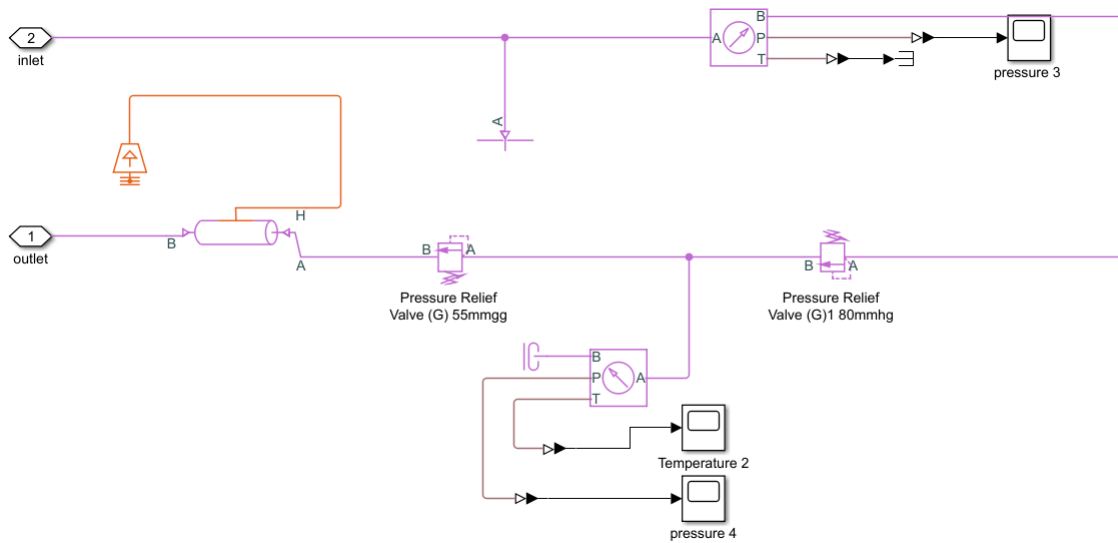 2
inlet
A
A
B
P
T
pressure 3
H
1
outlet
B
A
B
A
Pressure Relief
Valve (G) 55mmgg
B
A
Pressure Relief
Valve (G)1 80mmhg
B
P
T
A
Temperature 2
pressure 4